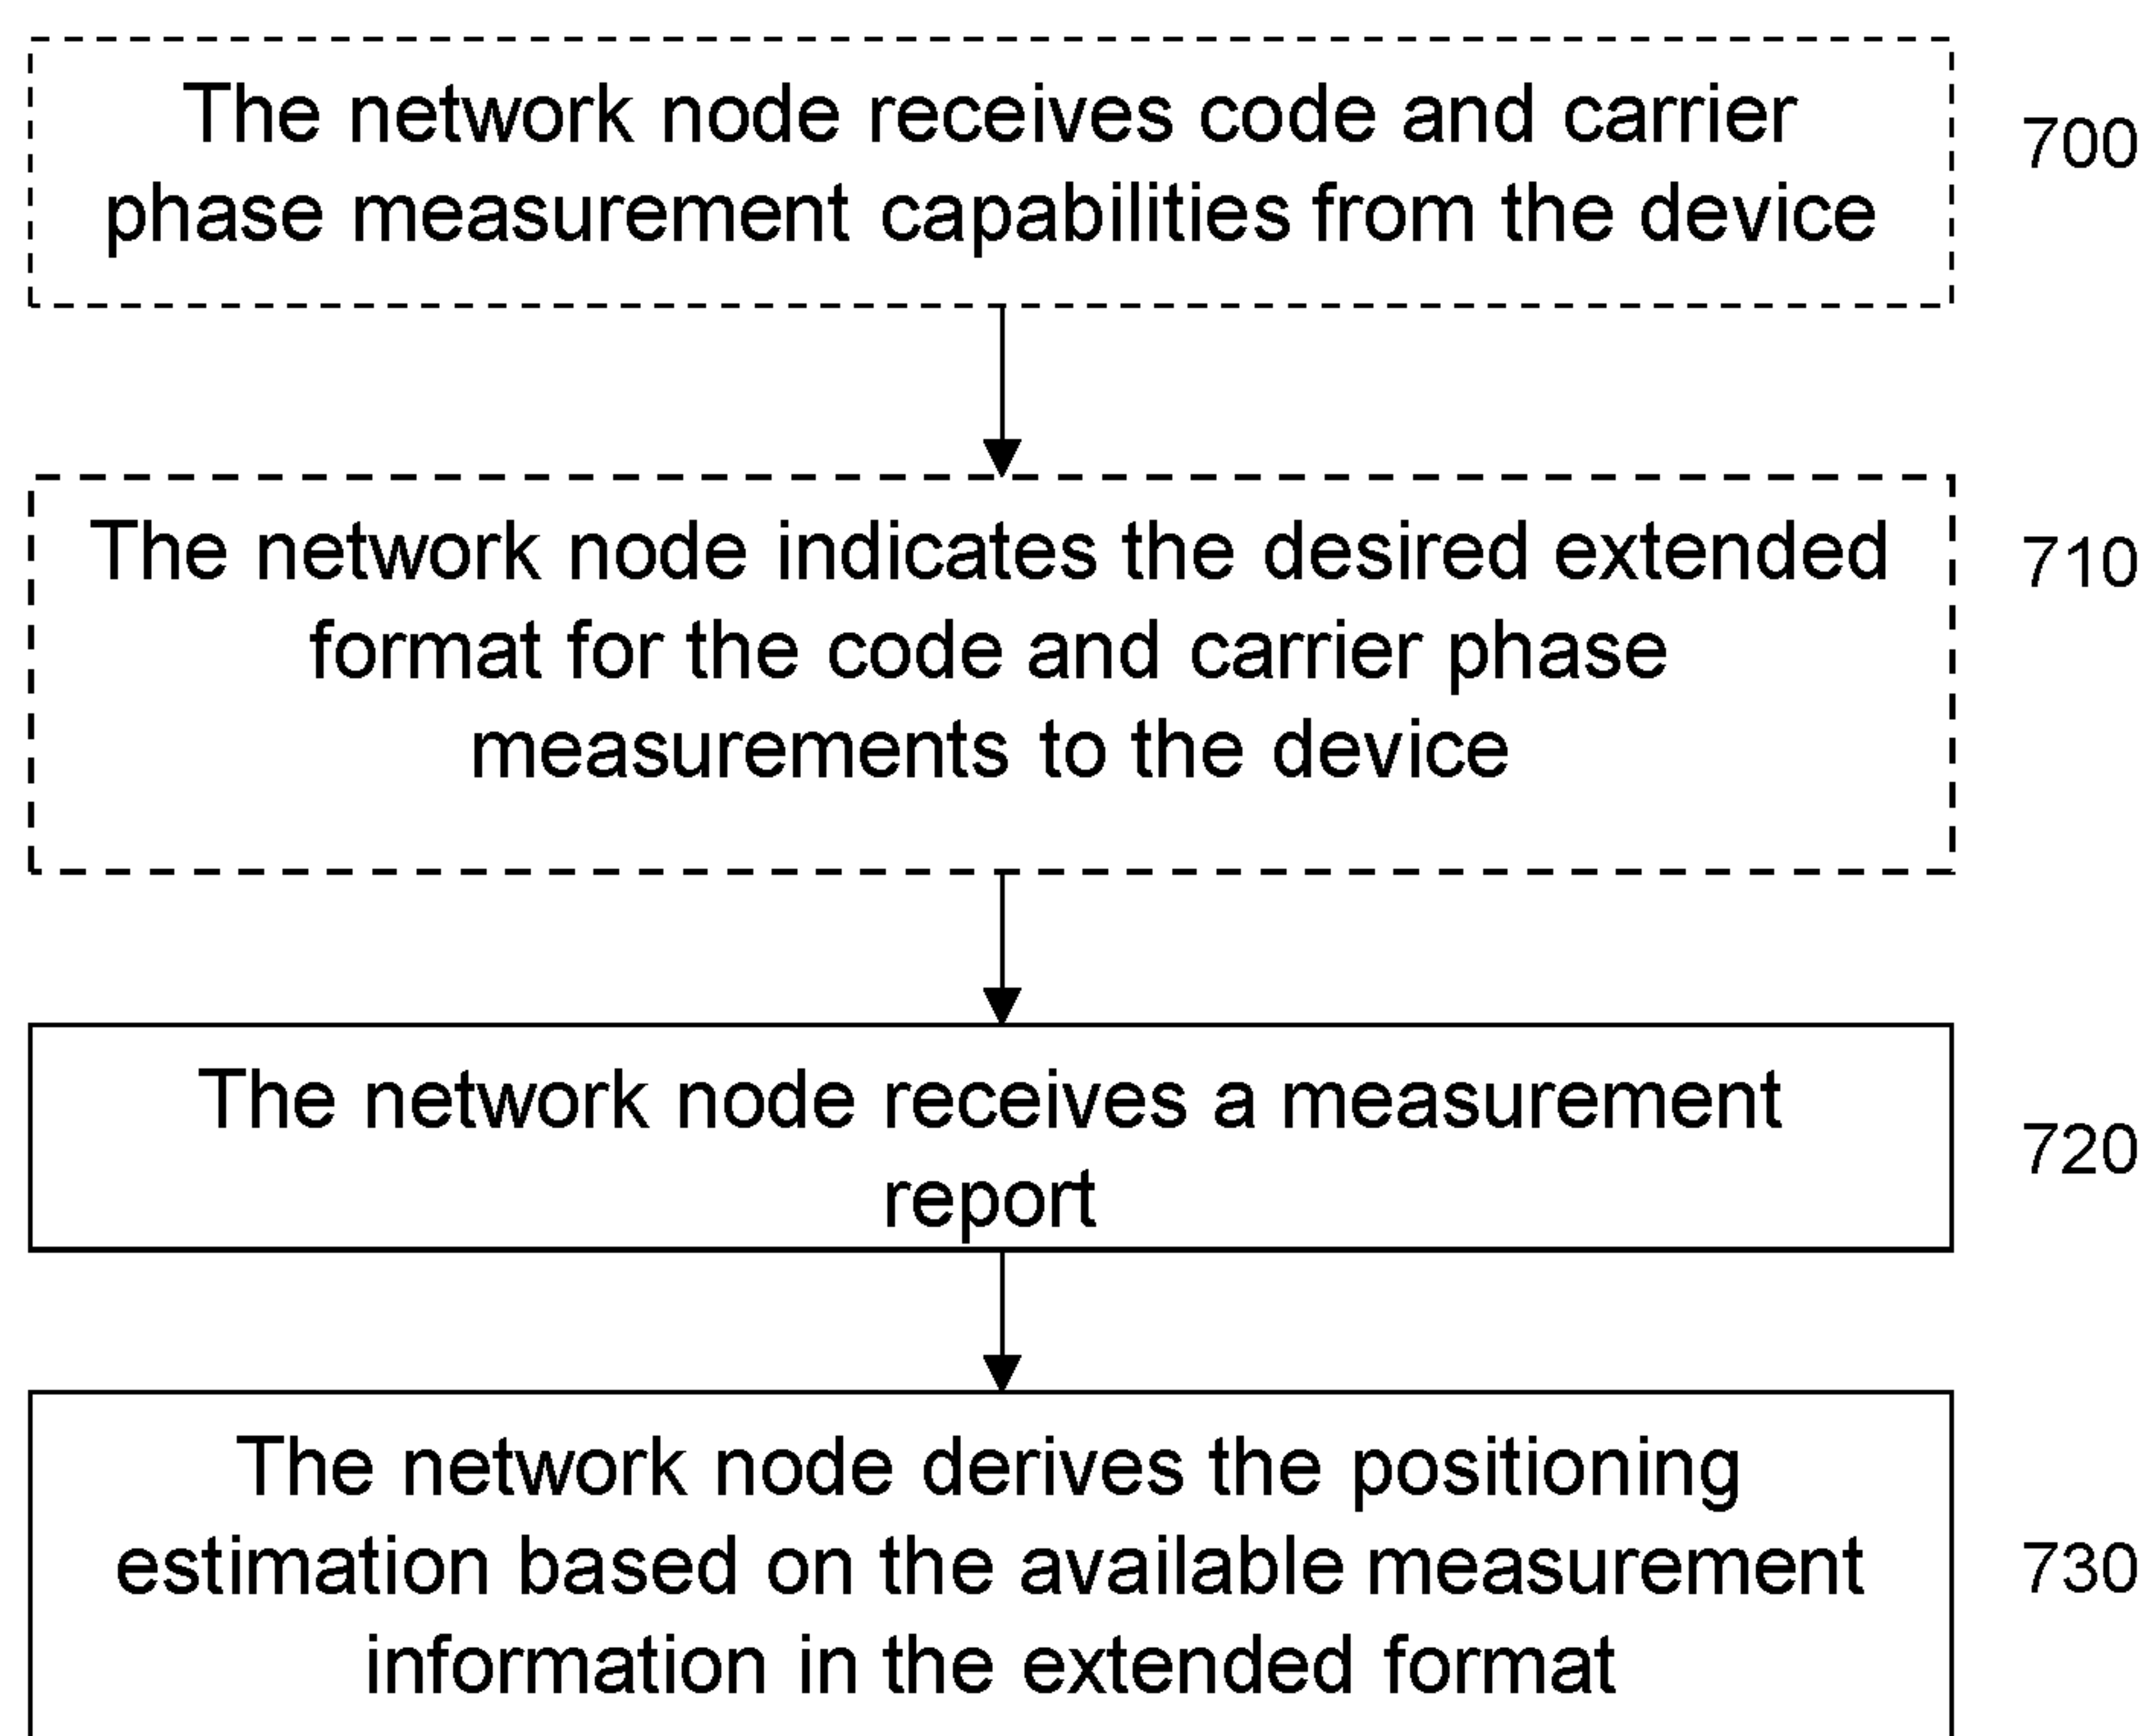 The network node receives code and carrier
phase measurement capabilities from the device
700
The network node indicates the desired extended
format for the code and carrier phase
measurements to the device
710
The network node receives a measurement
report
720
The network node derives the positioning
estimation based on the available measurement
information in the extended format
730